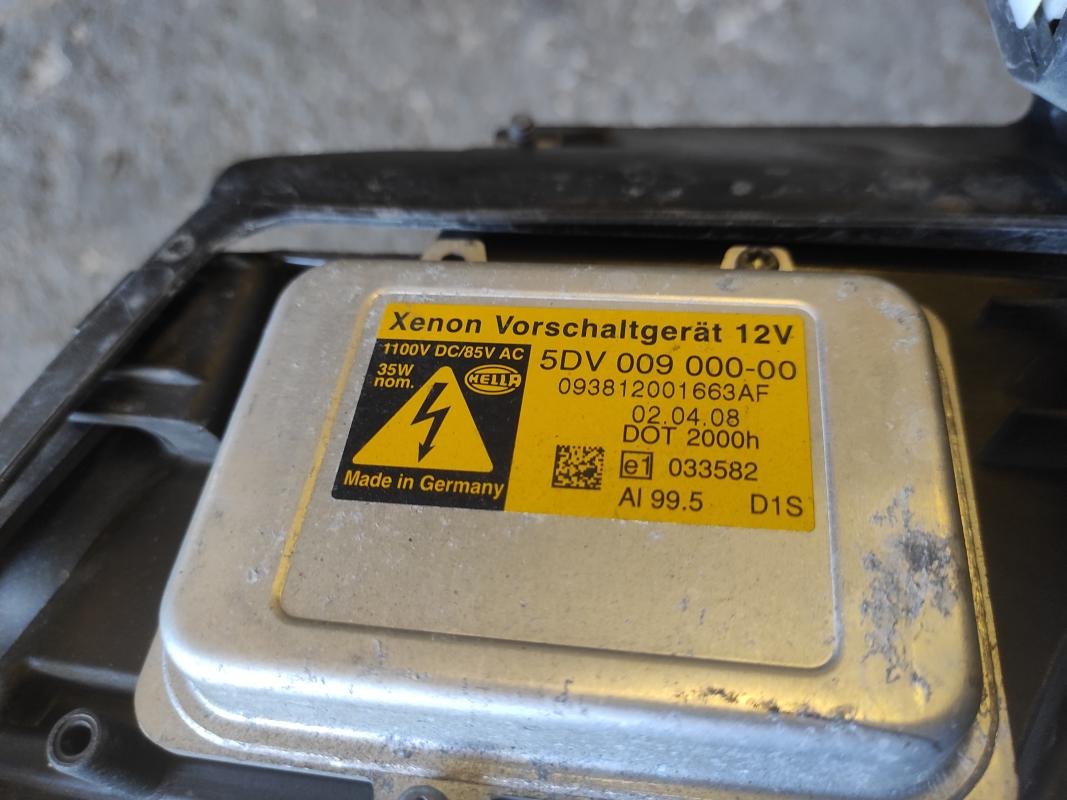 Xenon Vorschaltgerät 12V
1100V DC/85V AC
35W
nom.
HELLA
Made in Germany
5DV 009 000-00
093812001663AF
02.04.08
DOT 2000h
e1 033582
Al 99.5 D1S